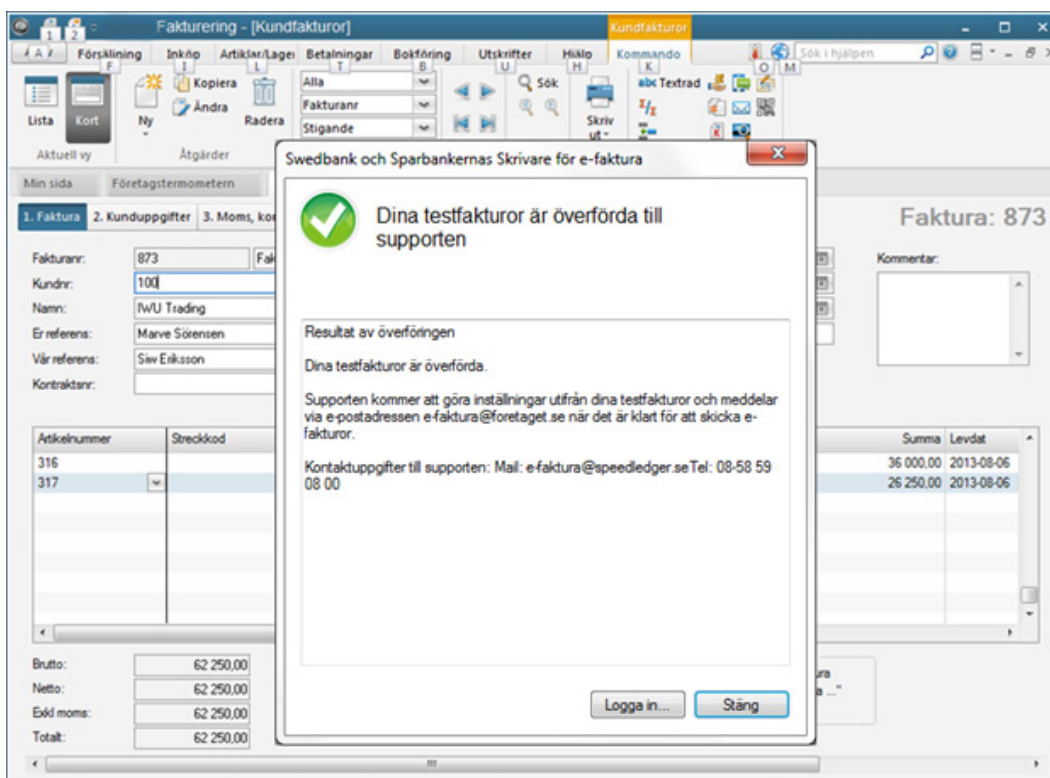 1 2 Fakturering - [Kundfakturor] Kundfakturor
A Försälning Inköp Artiklar/Lager Betalningar Bokföring Utskrifter Hiälp Kommando Sök i hjälpen
F I L T B U H K O M
Kopiera Alla Sök abc Textrad
Ändra Fakturanr
Lista Kort Ny Radera Stigande Skriv
ut
Aktuell vy Åtgärder
Min sida Företagstermometern
1. Faktura 2. Kunduppgifter 3. Moms, kor Faktura: 873
Fakturanr: 873 Fak Kommentar:
Kundnr: 100
Namn: IWU Trading
Er referens: Marve Sörensen
Vår referens: Siw Eriksson
Kontraktsnr:
Artikelnummer Streckkod Summa Levdat
316 36 000,00 2013-08-06
317 26 250,00 2013-08-06
Brutto: 62 250,00
Netto: 62 250,00
Exkl moms: 62 250,00
Totalt: 62 250,00
Swedbank och Sparbankernas Skrivare för e-faktura
Dina testfakturor är överförda till
supporten
Resultat av överföringen
Dina testfakturor är överförda.
Supporten kommer att göra inställningar utifrån dina testfakturor och meddelar
via e-postadressen e-faktura@foretaget.se när det är klart för att skicka e-
fakturor.
Kontaktuppgifter till supporten: Mail: e-faktura@speedledger.seTel: 08-58 59
08 00
Logga in... Stäng